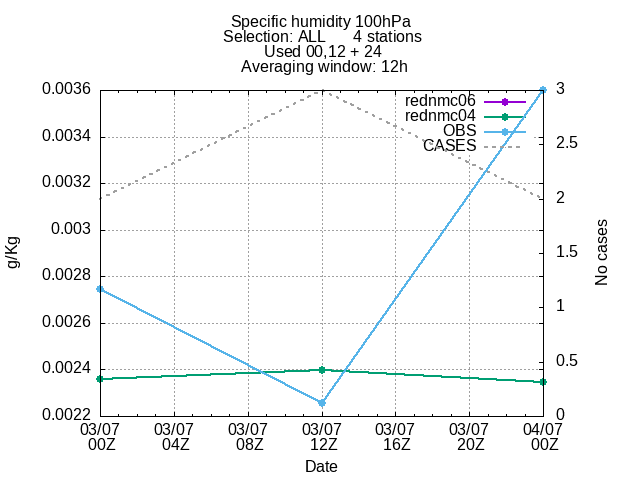 Specific humidity 100hPa
Selection: ALL 4 stations
Used 00,12 + 24
Averaging window: 12h
0.0036
0.0034
0.0032
0.003
0.0028
0.0026
0.0024
0.0022
g/Kg
rednmc06
rednmc04
OBS
CASES
3
2.5
2
1.5
1
0.5
0
No cases
03/07 03/07 03/07 03/07 03/07 03/07 04/07
00Z 04Z 08Z 12Z 16Z 20Z 00Z
Date